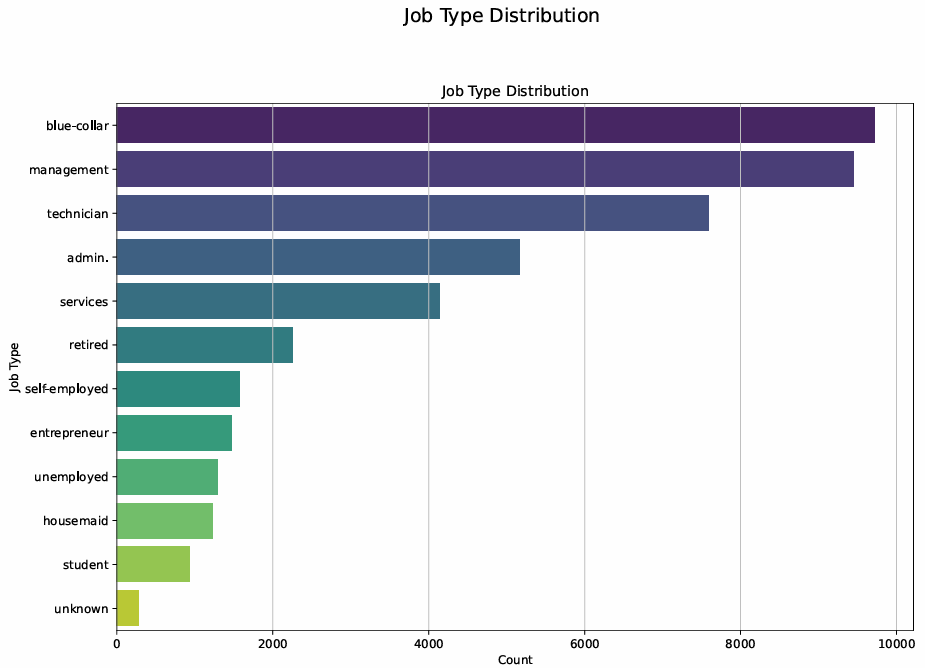 Job Type Distribution
Job Type Distribution
blue-collar
management
technician
admin.
services
retired
self-employed
entrepreneur
unemployed
housemaid
student
unknown
Job Type
0 2000 4000 6000 8000 10000
Count